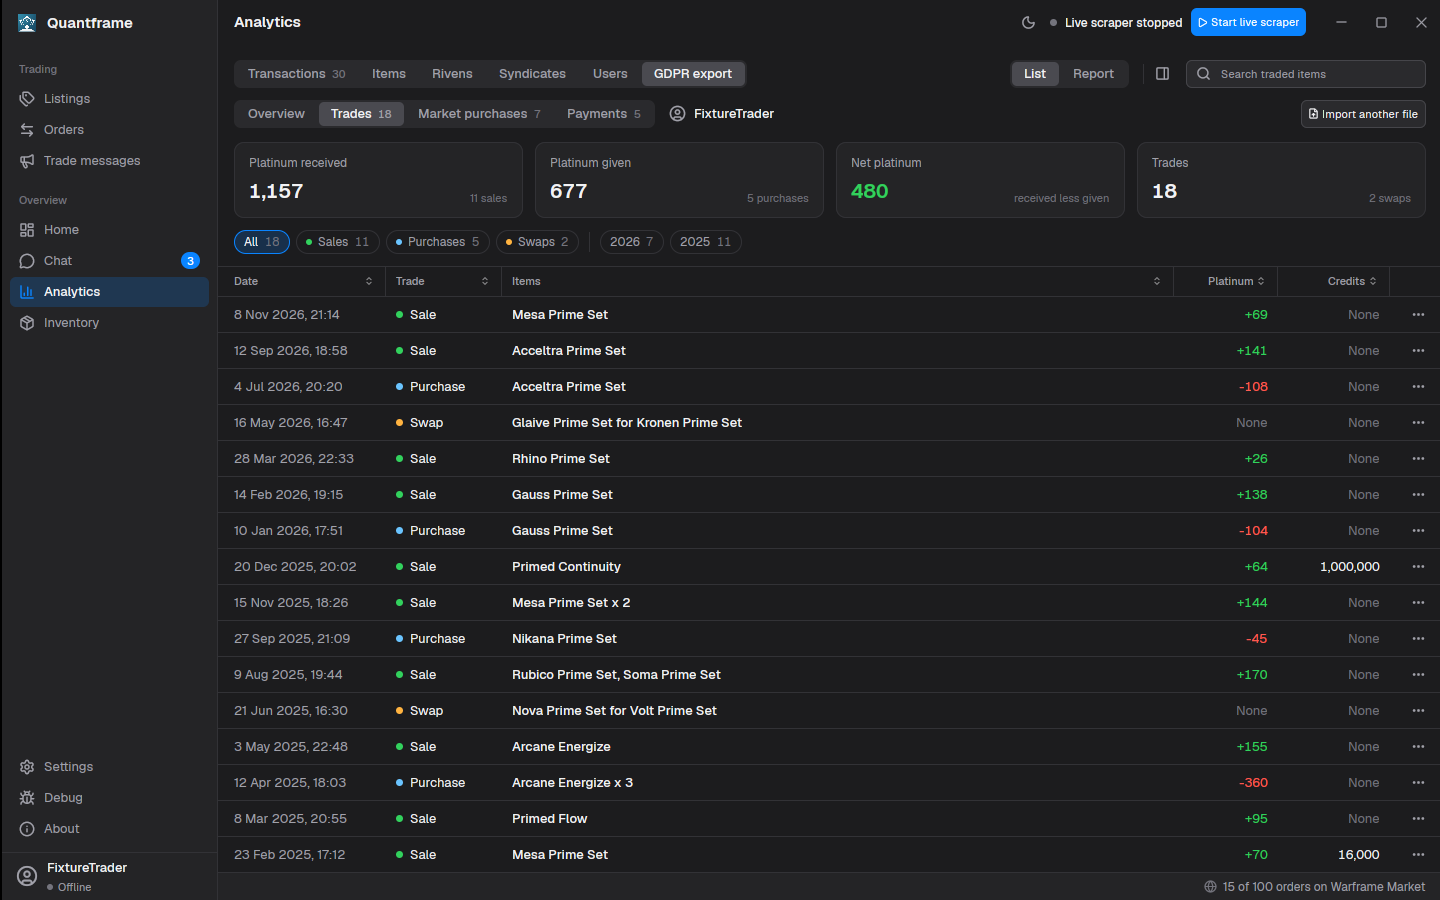 Quantframe
Analytics
Live scraper stopped
Start live scraper
Trading
Listings
Orders
Trade messages
Overview
Home
Chat 3
Analytics
Inventory
Settings
Debug
About
FixtureTrader
Offline
Transactions 30 Items Rivens Syndicates Users GDPR export
List Report
Search traded items
Overview Trades 18 Market purchases 7 Payments 5 FixtureTrader
Import another file
Platinum received
1,157 11 sales
Platinum given
677 5 purchases
Net platinum
480 received less given
Trades
18 2 swaps
All 18 Sales 11 Purchases 5 Swaps 2 2026 7 2025 11
Date Trade Items Platinum Credits
8 Nov 2026, 21:14 Sale Mesa Prime Set +69 None
12 Sep 2026, 18:58 Sale Acceltra Prime Set +141 None
4 Jul 2026, 20:20 Purchase Acceltra Prime Set -108 None
16 May 2026, 16:47 Swap Glaive Prime Set for Kronen Prime Set None None
28 Mar 2026, 22:33 Sale Rhino Prime Set +26 None
14 Feb 2026, 19:15 Sale Gauss Prime Set +138 None
10 Jan 2026, 17:51 Purchase Gauss Prime Set -104 None
20 Dec 2025, 20:02 Sale Primed Continuity +64 1,000,000
15 Nov 2025, 18:26 Sale Mesa Prime Set x 2 +144 None
27 Sep 2025, 21:09 Purchase Nikana Prime Set -45 None
9 Aug 2025, 19:44 Sale Rubico Prime Set, Soma Prime Set +170 None
21 Jun 2025, 16:30 Swap Nova Prime Set for Volt Prime Set None None
3 May 2025, 22:48 Sale Arcane Energize +155 None
12 Apr 2025, 18:03 Purchase Arcane Energize x 3 -360 None
8 Mar 2025, 20:55 Sale Primed Flow +95 None
23 Feb 2025, 17:12 Sale Mesa Prime Set +70 16,000
15 of 100 orders on Warframe Market